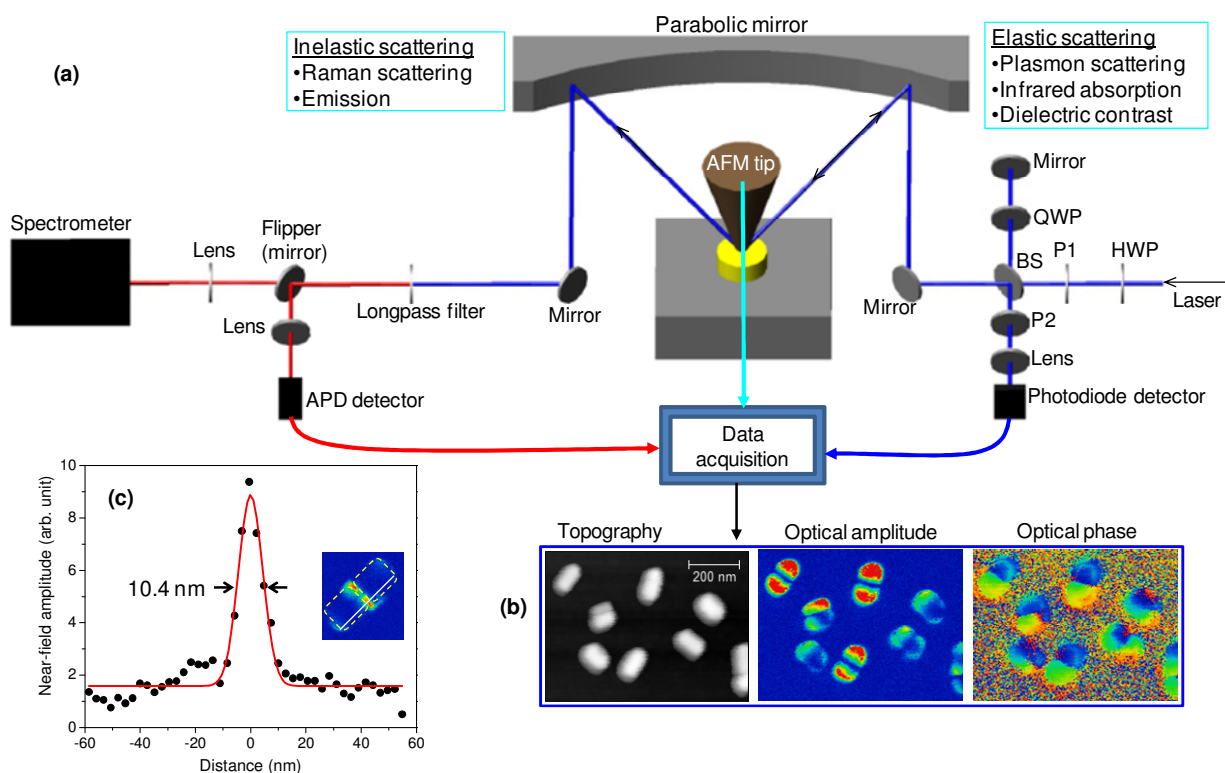 Parabolic mirror
(a)
Inelastic scattering
•Raman scattering
•Emission
Elastic scattering
•Plasmon scattering
•Infrared absorption
•Dielectric contrast
AFM tip
Mirror
QWP
BS
P1
HWP
Laser
Mirror
P2
Lens
Photodiode detector
Spectrometer
Lens
Flipper
(mirror)
Longpass filter
Mirror
Lens
APD detector
Data
acquisition
(c)
Near-field amplitude (arb. unit)
10
8
6
4
2
0
10.4 nm
-60
-40
-20
0
20
40
60
Distance (nm)
Topography
Optical amplitude
Optical phase
200 nm
(b)